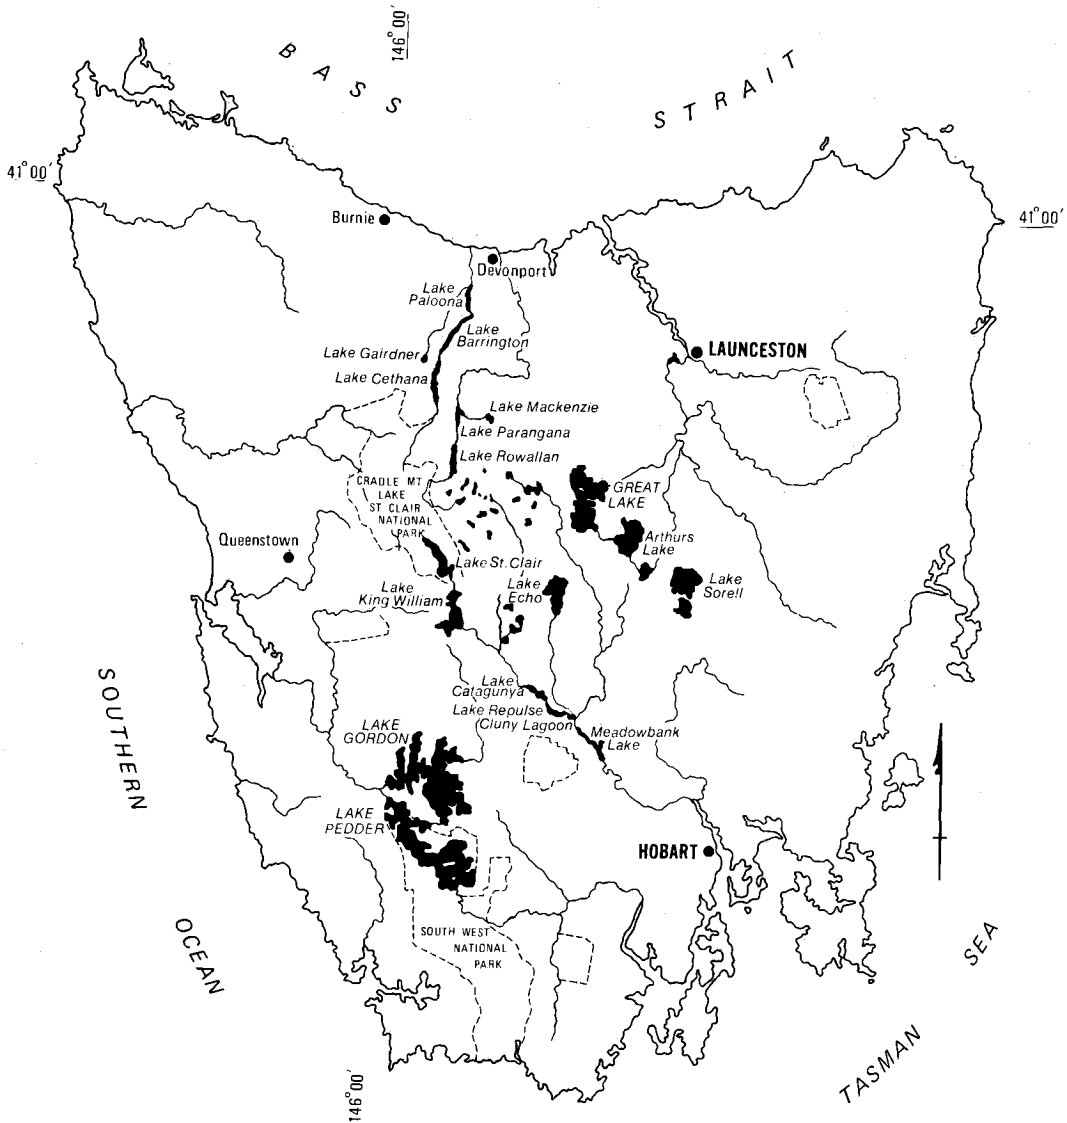 146°00'
BASS
STRAIT
41°00'
41°00'
Burnie
Devonport
Lake
Paloona
Lake
Barrington
LAUNCESTON
Lake Gairdner
Lake Cethana
Lake Mackenzie
Lake Parangana
Lake Rowallan
CRADLE MT
LAKE
ST CLAIR
NATIONAL
PARK
GREAT
LAKE
Queenstown
Arthurs
Lake
Lake St. Clair
Lake
King William
Lake
Echo
Lake
Sorell
SOUTHERN
Lake
Catagunya
Lake Repulse
Cluny Lagoon
Meadowbank
Lake
LAKE
GORDON
LAKE
PEDDER
HOBART
OCEAN
SOUTH WEST
NATIONAL
PARK
SEA
TASMAN
146°00'